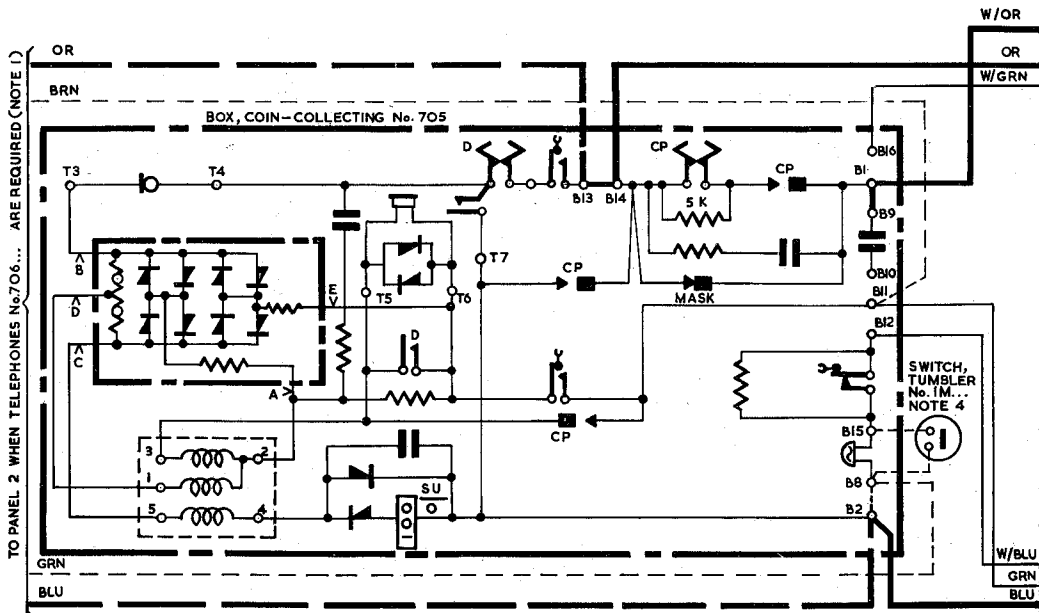 W/OR
OR
OR
W/GRN
BRN
TO PANEL 2 WHEN TELEPHONES No.706... ARE REQUIRED (NOTE 1)
BOX, COIN-COLLECTING No. 705
D
CP
B16
T3
T4
B13
B14
CP
B1
5 K
B9
B
T7
E
CP
B10
D
T5
T6
MASK
B11
C
D
B12
A
SWITCH,
TUMBLER
No. 1M...
NOTE 4
CP
B15
3
2
1
SU
B8
5
4
B2
GRN
W/BLU
GRN
BLU
BLU